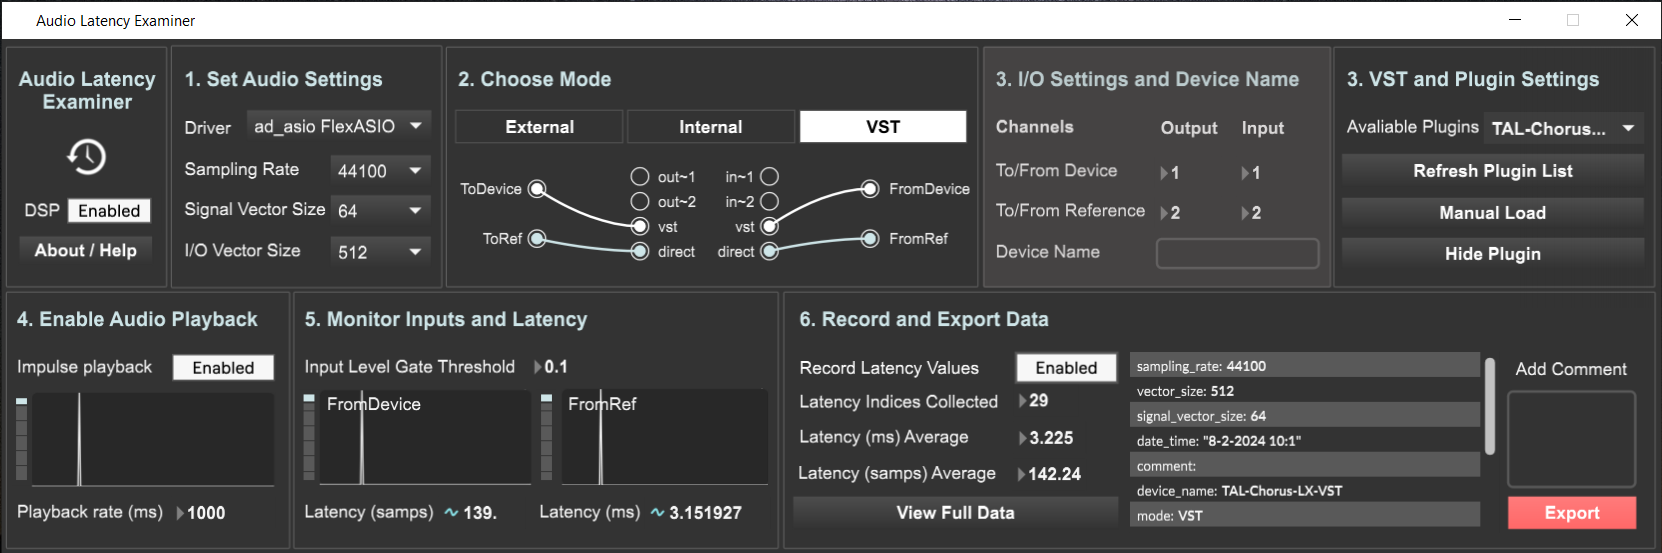 Audio Latency Examiner
Audio Latency
Examiner
DSP Enabled
About / Help
1. Set Audio Settings
Driver ad_asio FlexASIO
Sampling Rate 44100
Signal Vector Size 64
I/O Vector Size 512
2. Choose Mode
External Internal VST
ToDevice
ToRef
out~1
out~2
vst
direct
in~1
in~2
vst
direct
FromDevice
FromRef
3. I/O Settings and Device Name
Channels Output Input
To/From Device 1 1
To/From Reference 2 2
Device Name
3. VST and Plugin Settings
Avaliable Plugins TAL-Chorus...
Refresh Plugin List
Manual Load
Hide Plugin
4. Enable Audio Playback
Impulse playback Enabled
Playback rate (ms) 1000
5. Monitor Inputs and Latency
Input Level Gate Threshold 0.1
FromDevice FromRef
Latency (samps) ~ 139. Latency (ms) ~ 3.151927
6. Record and Export Data
Record Latency Values Enabled
Latency Indices Collected 29
Latency (ms) Average 3.225
Latency (samps) Average 142.24
View Full Data
sampling_rate: 44100
vector_size: 512
signal_vector_size: 64
date_time: "8-2-2024 10:1"
comment:
device_name: TAL-Chorus-LX-VST
mode: VST
Add Comment
Export